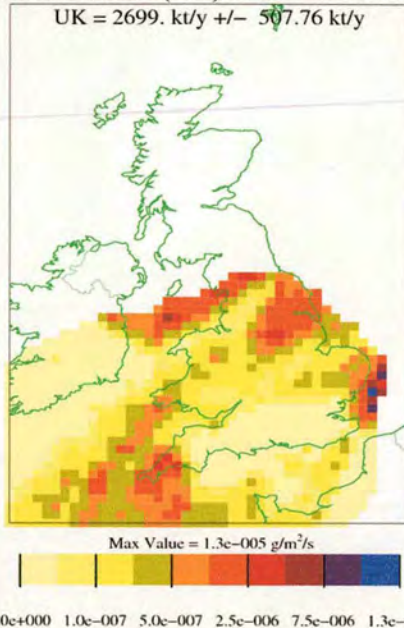 UK = 2699. kt/y +/- 507.76 kt/y
Max Value = 1.3e-005 g/m²/s
0e+000 1.0e-007 5.0e-007 2.5e-006 7.5e-006 1.3e-